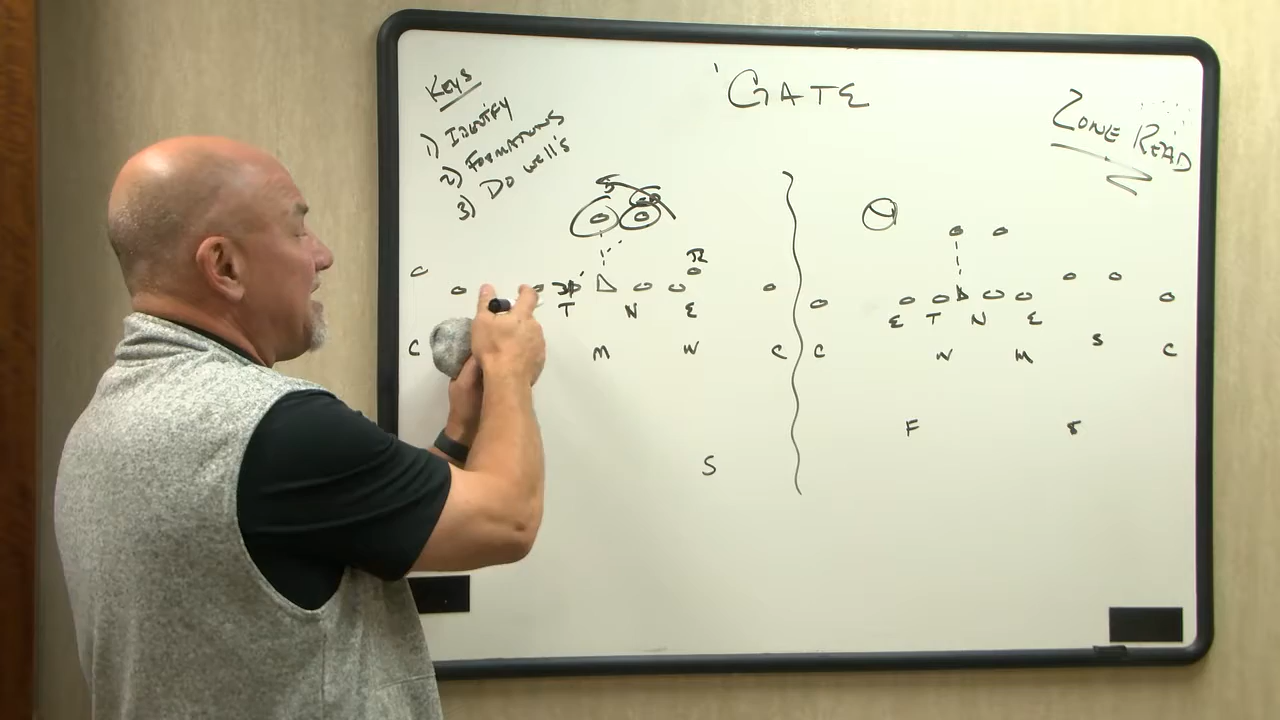 GATE
KEYS
1) IDENTIFY
2) FORMATIONS
3) DO WELL'S
ZONE READ
C
T N E E T N E
C M W C C W M S C
F
S